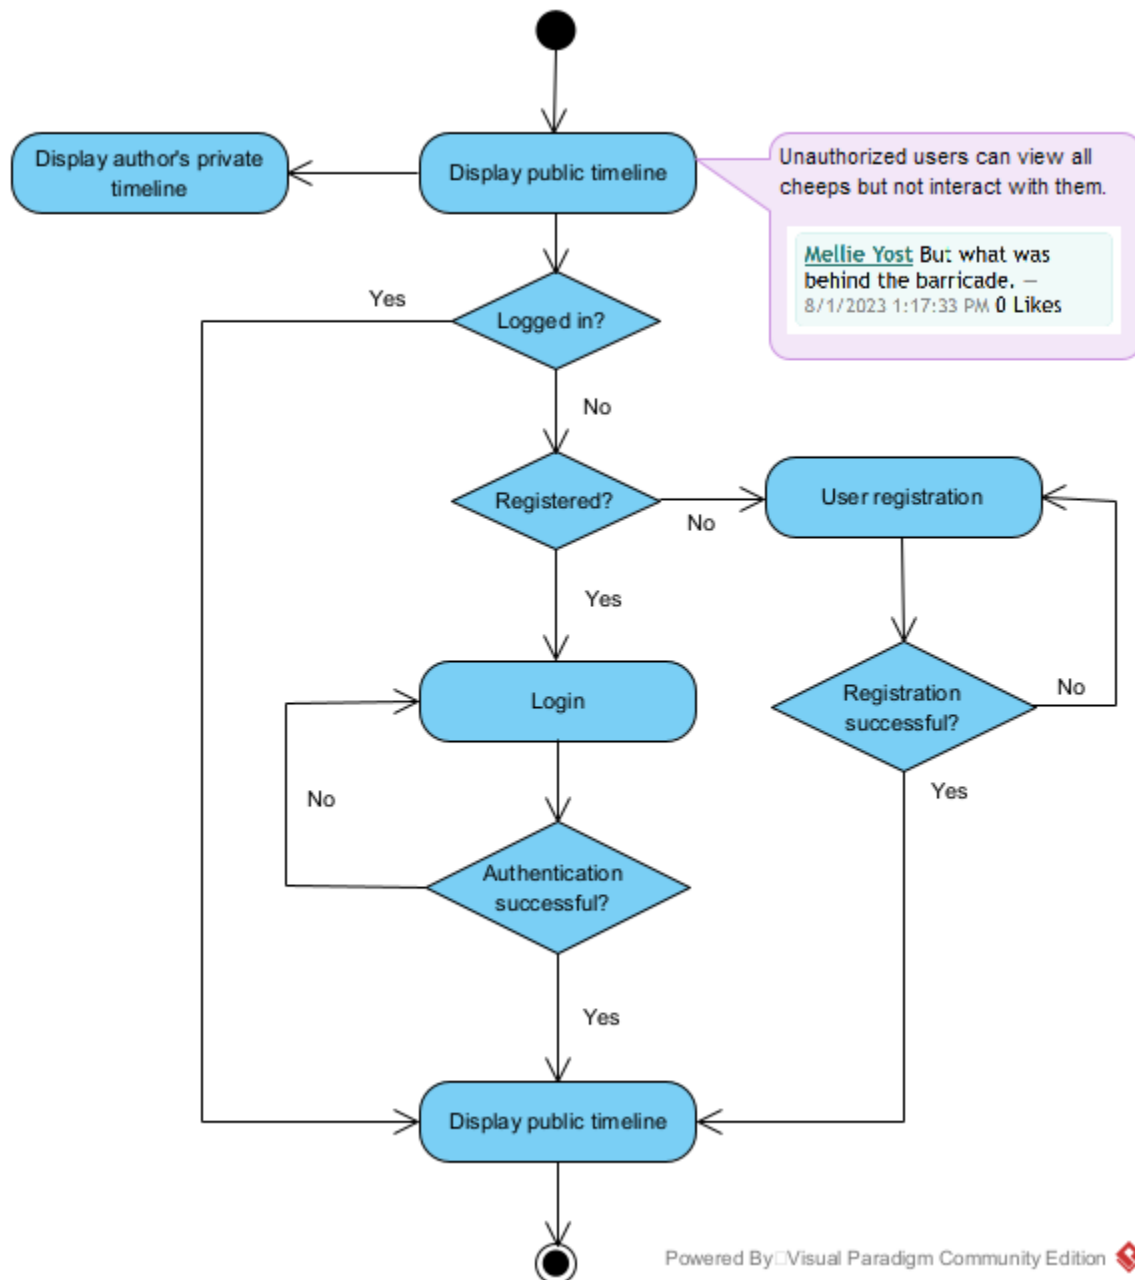 Display author's private
timeline
Display public timeline
Unauthorized users can view all
cheeps but not interact with them.
Mellie Yost But what was
behind the barricade. —
8/1/2023 1:17:33 PM 0 Likes
Yes
Logged in?
No
Registered?
No
User registration
Yes
Login
Registration
successful?
No
No
Yes
Authentication
successful?
Yes
Display public timeline
Powered By Visual Paradigm Community Edition